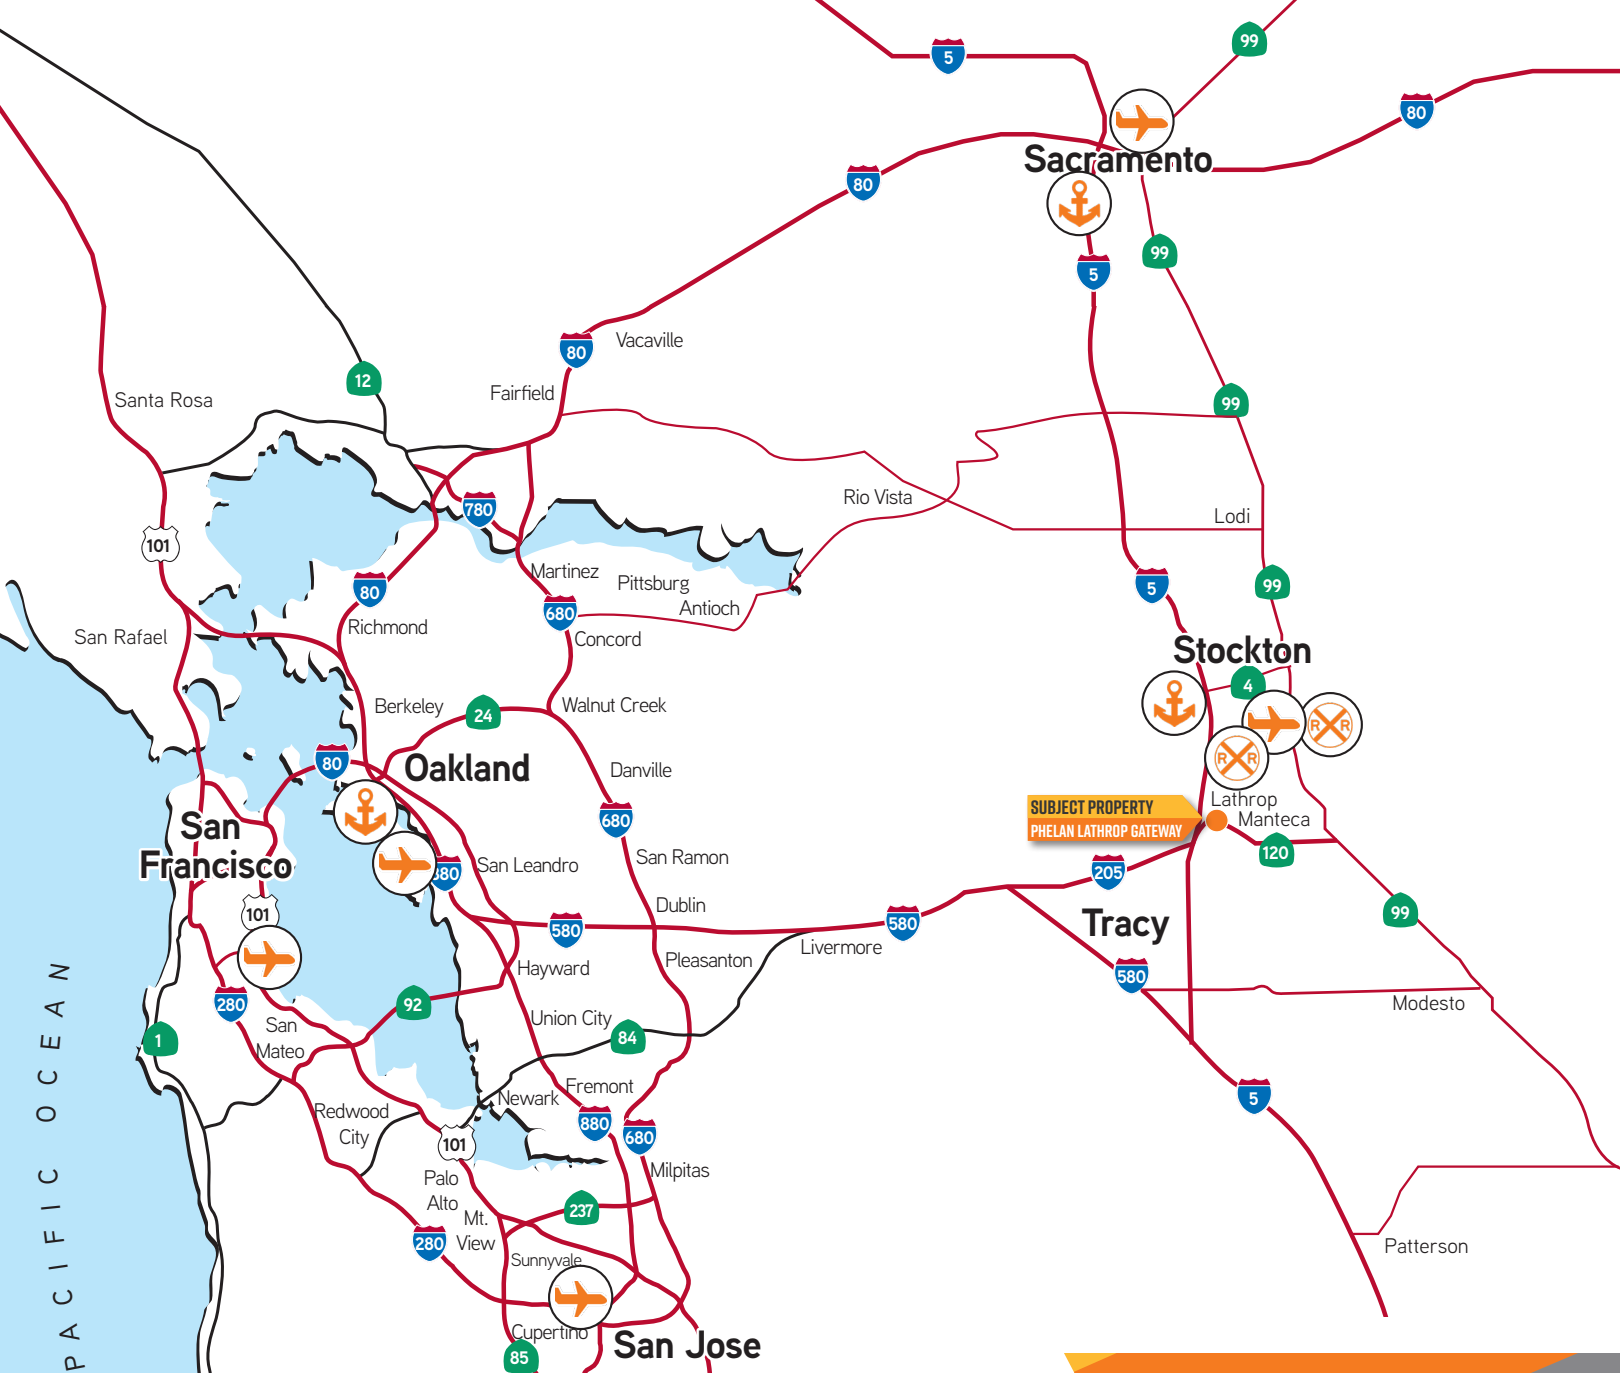 5
99
80
Sacramento
80
99
5
80
Vacaville
12
Fairfield
Santa Rosa
99
Rio Vista
780
Lodi
101
Martinez
Pittsburg
80
5
99
Antioch
680
Richmond
San Rafael
Concord
Stockton
4
Berkeley
24
Walnut Creek
R R
80
Oakland
Danville
R R
Lathrop
SUBJECT PROPERTY
Manteca
680
San
Francisco
PHELAN LATHROP GATEWAY
120
San Ramon
San Leandro
880
205
Dublin
101
99
580
580
Tracy
Livermore
Pleasanton
Hayward
580
280
92
Modesto
San
Mateo
Union City
84
1
Fremont
Newark
5
Redwood
City
880
680
101
Milpitas
Palo
Alto
237
Mt.
View
280
Sunnyvale
Patterson
Cupertino
San Jose
85
PACIFIC OCEAN